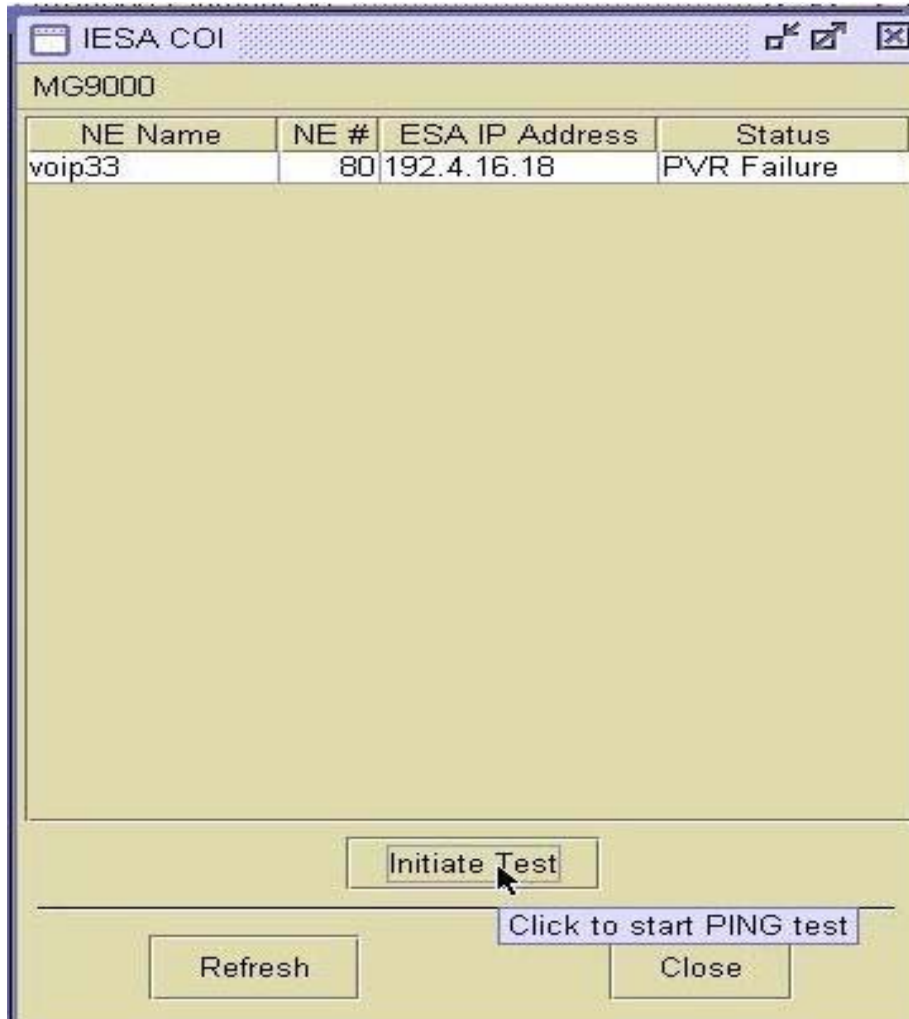 IESA COI
MG9000
NE Name NE # ESA IP Address Status
voip33 80 192.4.16.18 PVR Failure
Initiate Test
Click to start PING test
Refresh Close